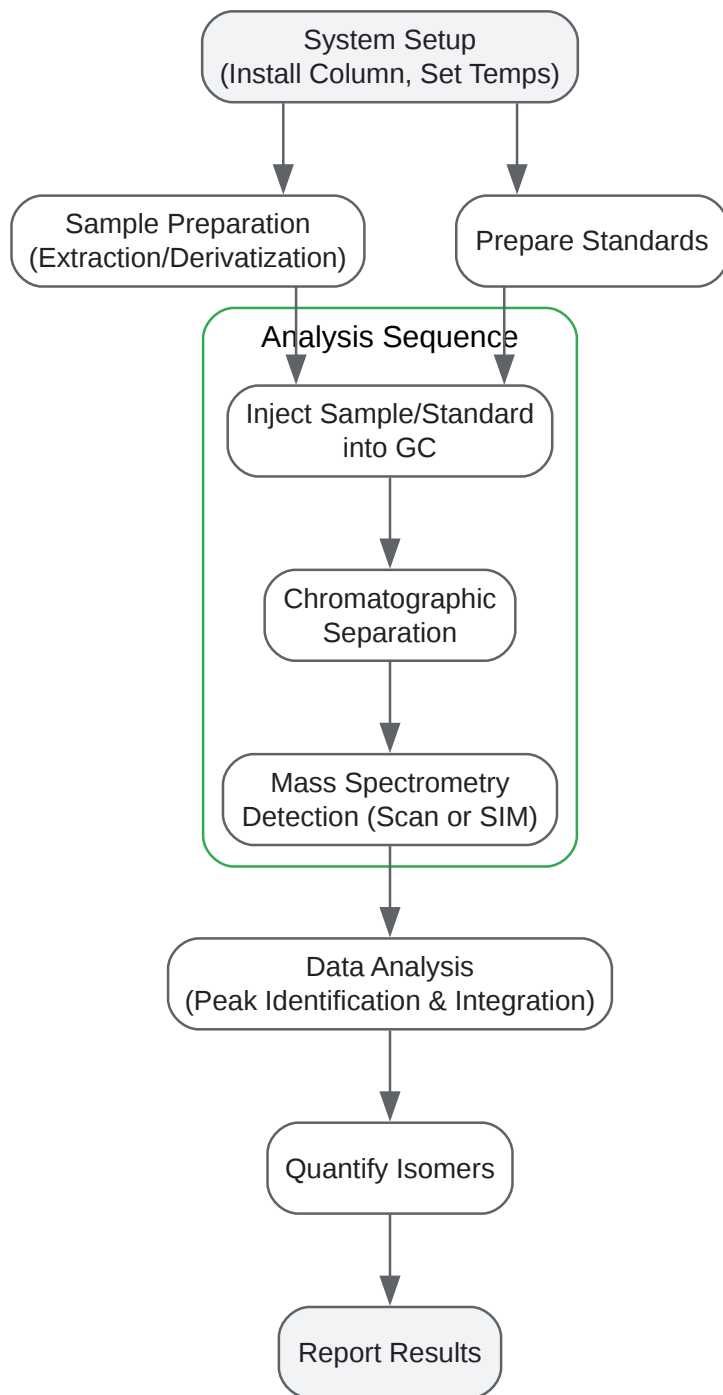 System Setup
(Install Column, Set Temps)
Sample Preparation
(Extraction/Derivatization)
Prepare Standards
Analysis Sequence
Inject Sample/Standard
into GC
Chromatographic
Separation
Mass Spectrometry
Detection (Scan or SIM)
Data Analysis
(Peak Identification & Integration)
Quantify Isomers
Report Results